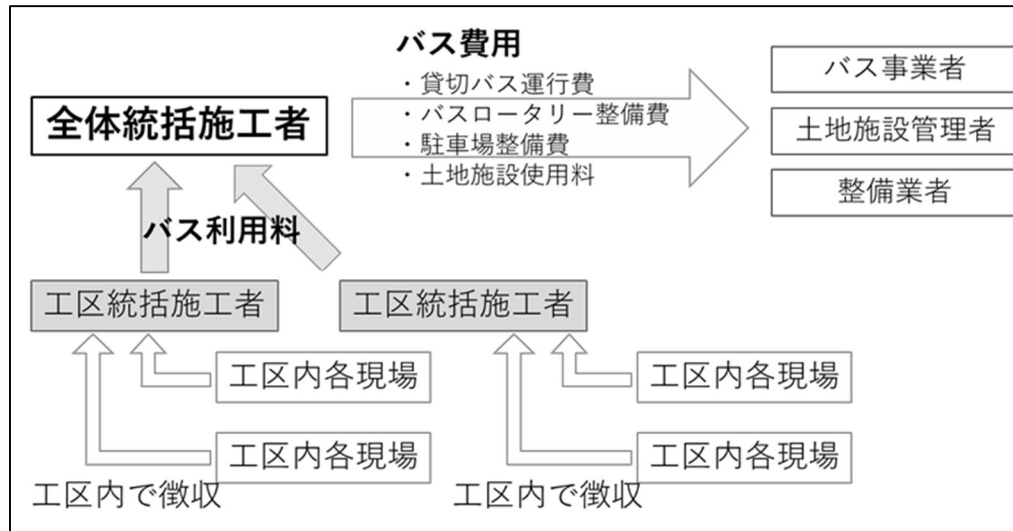 バス費用
・貸切バス運行費
・バスロータリー整備費
・駐車場整備費
・土地施設使用料
バス事業者
土地施設管理者
整備業者
全体統括施工者
バス利用料
工区統括施工者
工区統括施工者
工区内各現場
工区内各現場
工区内各現場
工区内各現場
工区内で徴収
工区内で徴収